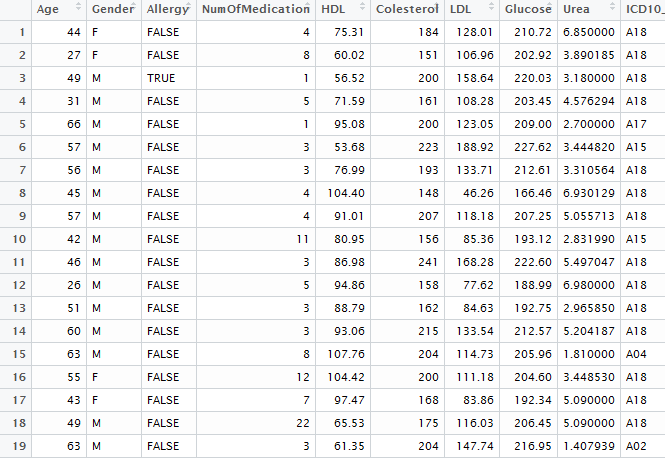 Age Gender Allergy NumOfMedication HDL Colesterol LDL Glucose Urea ICD10_
1 44 F FALSE 4 75.31 184 128.01 210.72 6.850000 A18
2 27 F FALSE 8 60.02 151 106.96 202.92 3.890185 A18
3 49 M TRUE 1 56.52 200 158.64 220.03 3.180000 A18
4 31 M FALSE 5 71.59 161 108.28 203.45 4.576294 A18
5 66 M FALSE 1 95.08 200 123.05 209.00 2.700000 A17
6 57 M FALSE 3 53.68 223 188.92 227.62 3.444820 A15
7 56 M FALSE 3 76.99 193 133.71 212.61 3.310564 A18
8 45 M FALSE 4 104.40 148 46.26 166.46 6.930129 A18
9 57 M FALSE 4 91.01 207 118.18 207.25 5.055713 A18
10 42 M FALSE 11 80.95 156 85.36 193.12 2.831990 A15
11 46 M FALSE 3 86.98 241 168.28 222.60 5.497047 A18
12 26 M FALSE 5 94.86 158 77.62 188.99 6.980000 A18
13 51 M FALSE 3 88.79 162 84.63 192.75 2.965850 A18
14 60 M FALSE 3 93.06 215 133.54 212.57 5.204187 A18
15 63 M FALSE 8 107.76 204 114.73 205.96 1.810000 A04
16 55 F FALSE 12 104.42 200 111.18 204.60 3.448530 A18
17 43 F FALSE 7 97.47 168 83.86 192.34 5.090000 A18
18 49 M FALSE 22 65.53 175 116.03 206.45 5.090000 A18
19 63 M FALSE 3 61.35 204 147.74 216.95 1.407939 A02